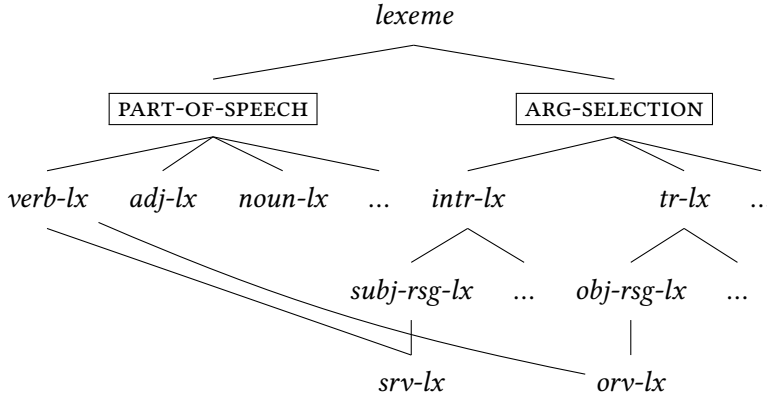 lexeme
PART-OF-SPEECH ARG-SELECTION
verb-lx adj-lx noun-lx ... intr-lx tr-lx ..
subj-rsg-lx ... obj-rsg-lx ...
srv-lx orv-lx